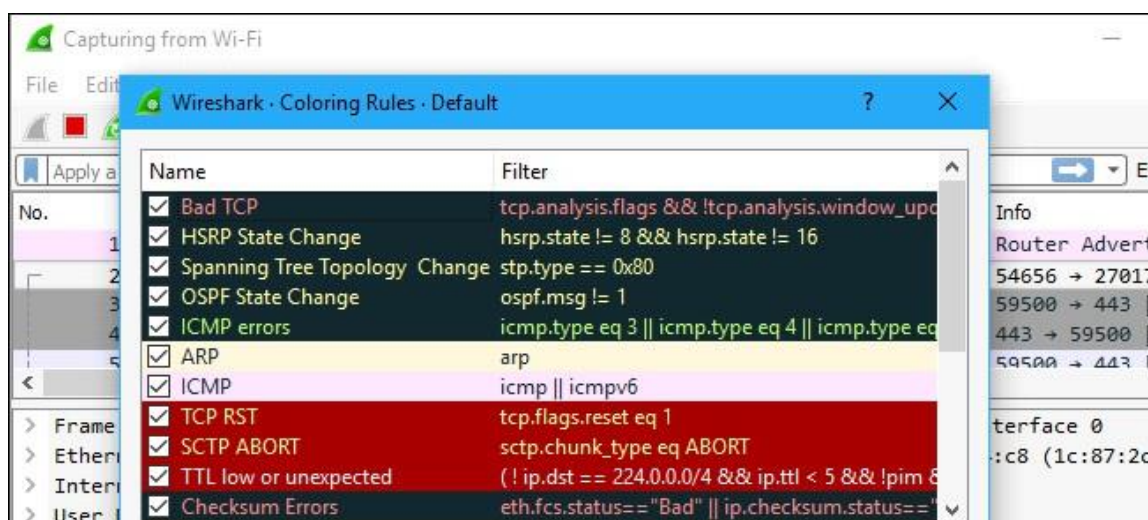 Capturing from Wi-Fi
File Edit
Wireshark · Coloring Rules · Default ? ×
Apply a
Name Filter
No. Info
Bad TCP tcp.analysis.flags && !tcp.analysis.window_upd
1 HSRP State Change hsrp.state != 8 && hsrp.state != 16 Router Advert
2 Spanning Tree Topology Change stp.type == 0x80 54656 → 27017
3 OSPF State Change ospf.msg != 1 59500 → 443
4 ICMP errors icmp.type eq 3 || icmp.type eq 4 || icmp.type eq 443 → 59500
5 ARP arp 59500 → 443
ICMP icmp || icmpv6
Frame TCP RST tcp.flags.reset eq 1 terface 0
Ether SCTP ABORT sctp.chunk_type eq ABORT :c8 (1c:87:2c
Inter TTL low or unexpected ( ! ip.dst == 224.0.0.0/4 && ip.ttl < 5 && !pim &
User Checksum Errors eth.fcs.status=="Bad" || ip.checksum.status=="